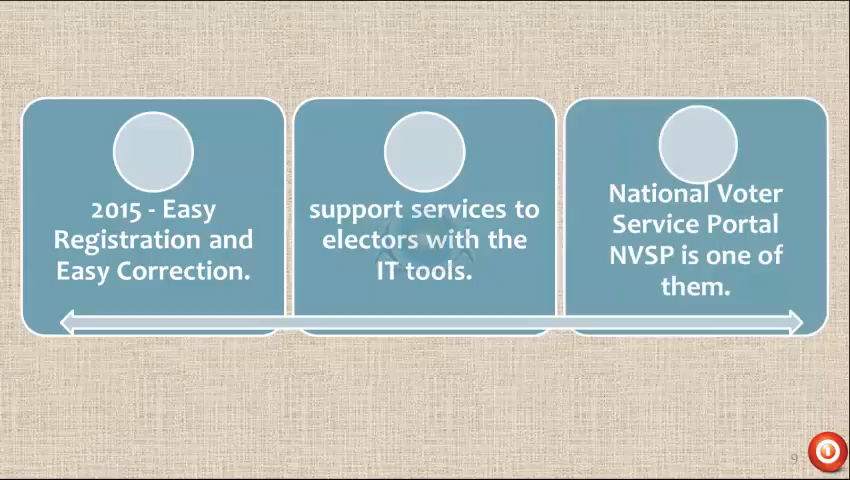 2015 - Easy
Registration and
Easy Correction.
support services to
electors with the
IT tools.
National Voter
Service Portal
NVSP is one of
them.
9